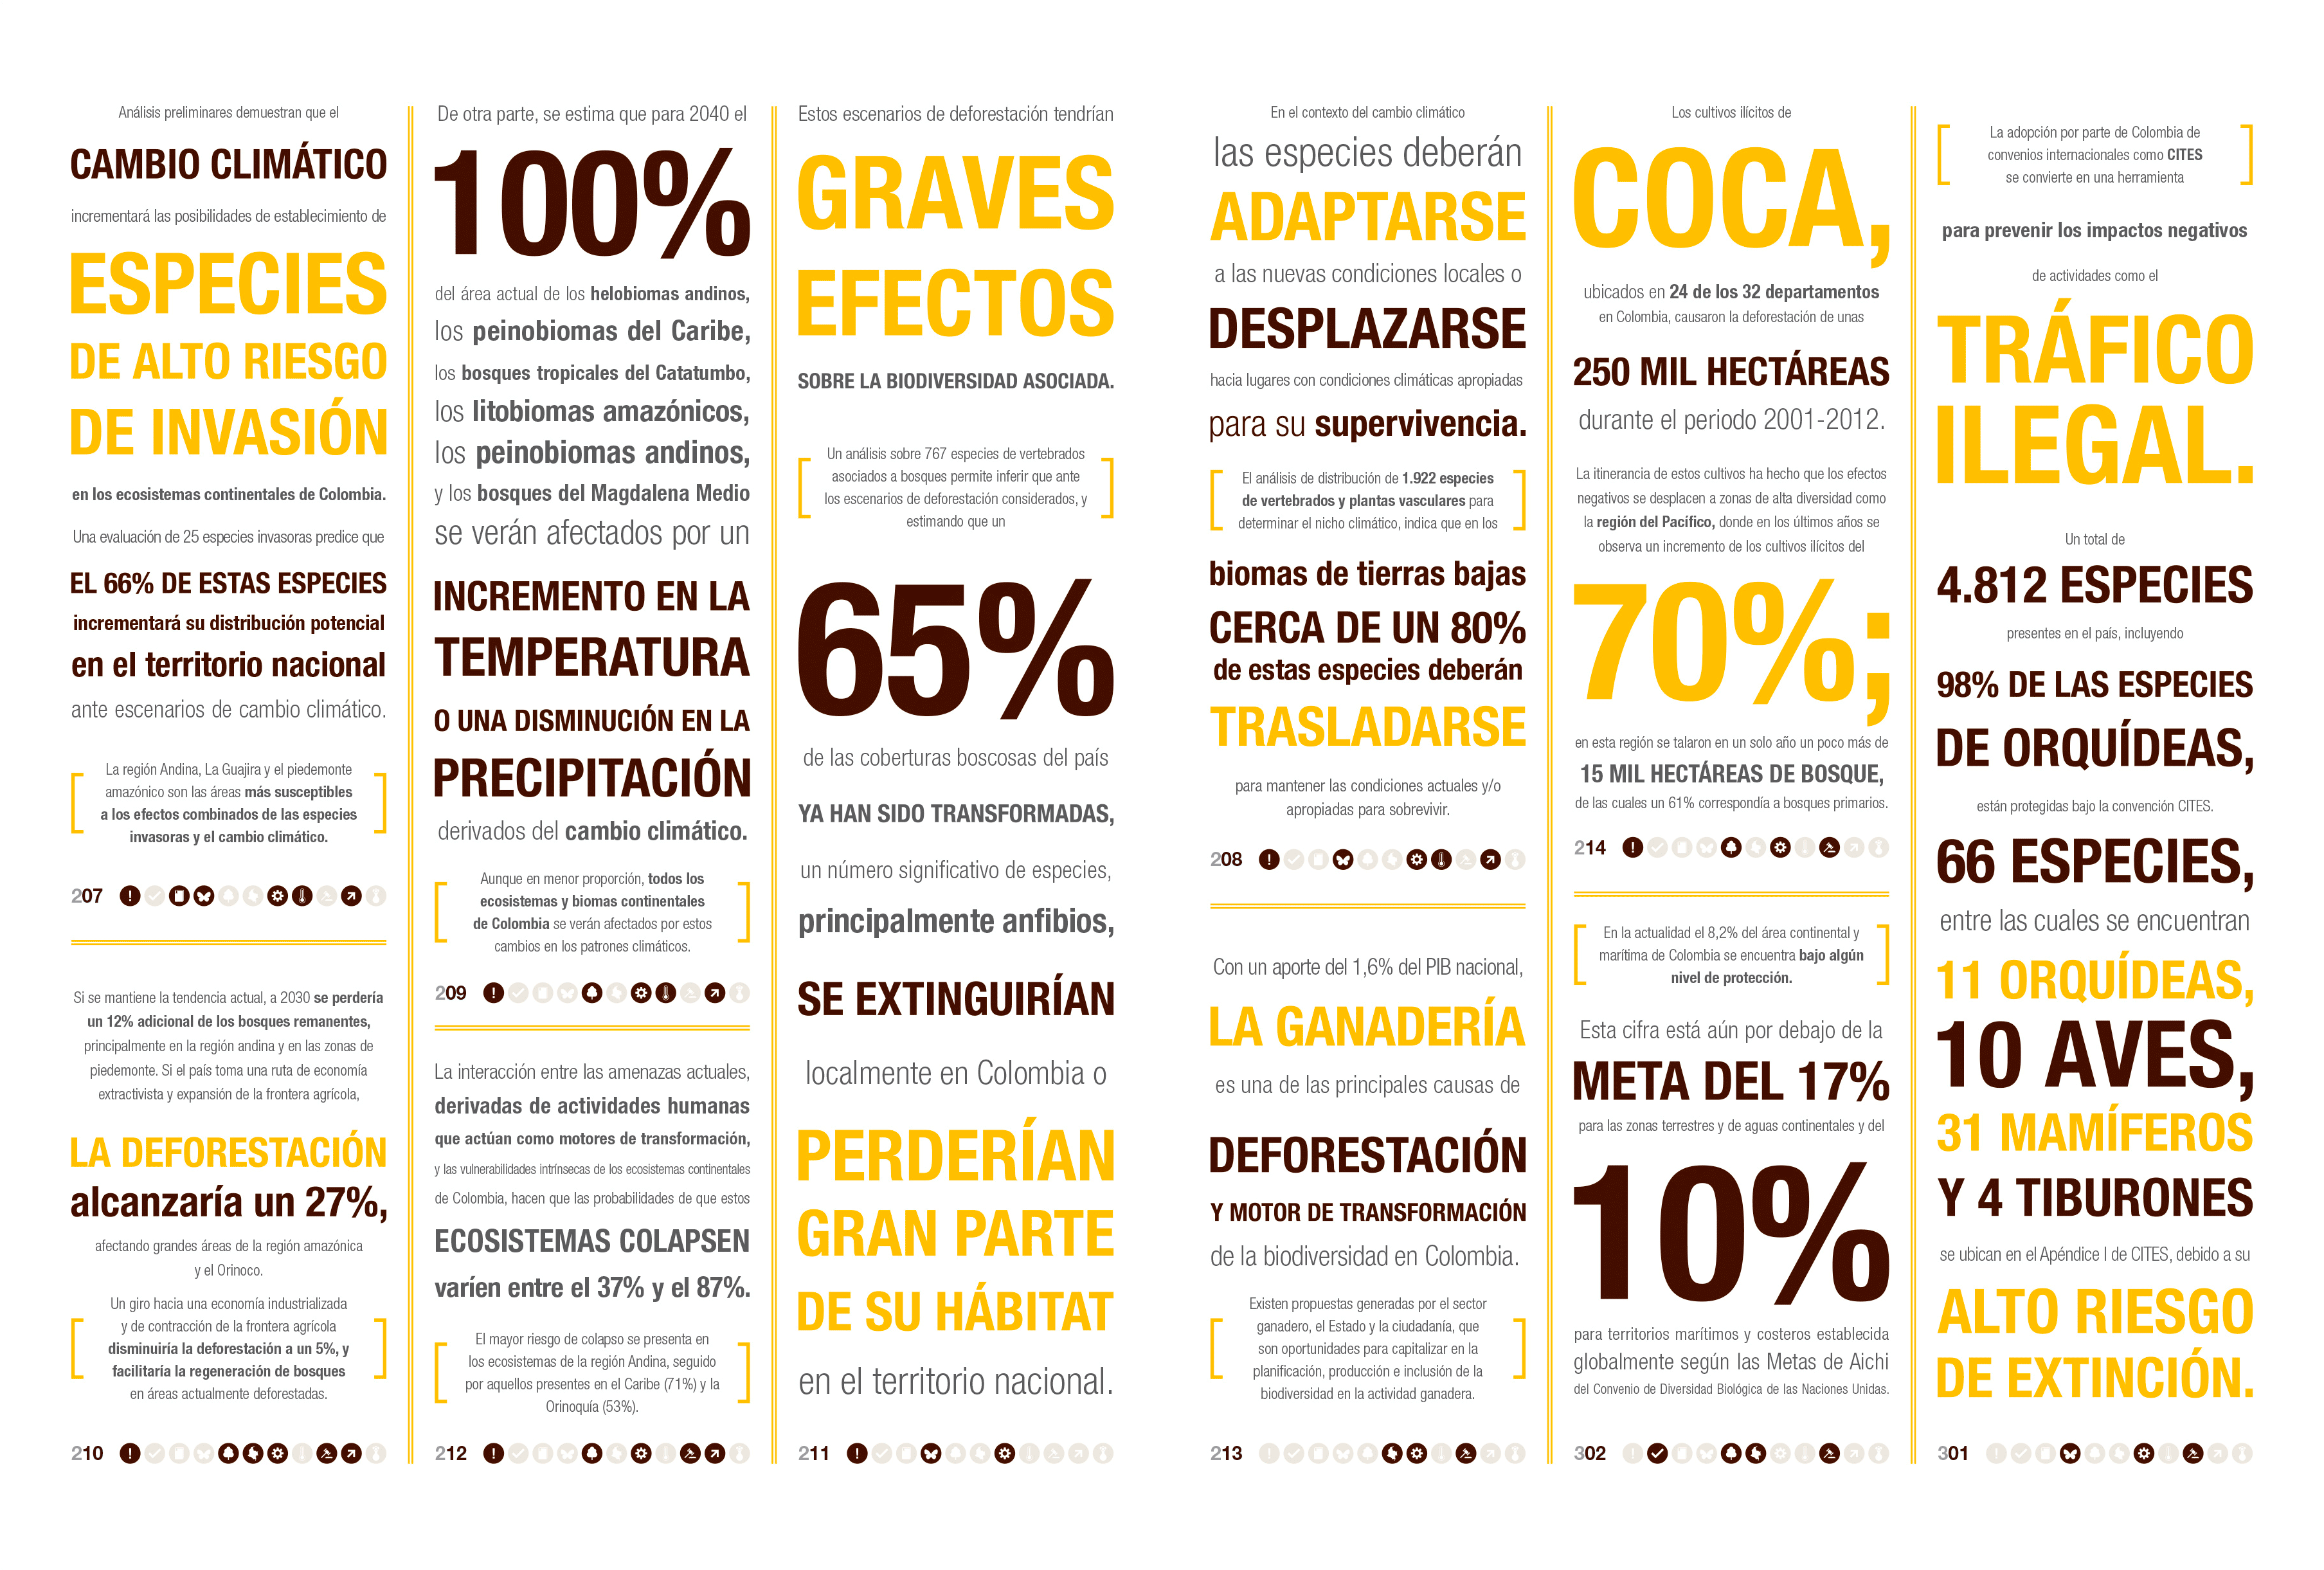 Análisis preliminares demuestran que el
CAMBIO CLIMÁTICO
incrementará las posibilidades de establecimiento de
ESPECIES
DE ALTO RIESGO
DE INVASIÓN
en los ecosistemas continentales de Colombia.
Una evaluación de 25 especies invasoras predice que
EL 66% DE ESTAS ESPECIES
incrementará su distribución potencial
en el territorio nacional
ante escenarios de cambio climático.
La región Andina, La Guajira y el piedemonte
amazónico son las áreas más susceptibles
a los efectos combinados de las especies
invasoras y el cambio climático.
207
Si se mantiene la tendencia actual, a 2030 se perdería
un 12% adicional de los bosques remanentes,
principalmente en la región andina y en las zonas de
piedemonte. Si el país toma una ruta de economía
extractivista y expansión de la frontera agrícola,
LA DEFORESTACIÓN
alcanzaría un 27%,
afectando grandes áreas de la región amazónica
y el Orinoco.
Un giro hacia una economía industrializada
y de contracción de la frontera agrícola
disminuiría la deforestación a un 5%, y
facilitaría la regeneración de bosques
en áreas actualmente deforestadas.
210
De otra parte, se estima que para 2040 el
100%
del área actual de los helobiomas andinos,
los peinobiomas del Caribe,
los bosques tropicales del Catatumbo,
los litobiomas amazónicos,
los peinobiomas andinos,
y los bosques del Magdalena Medio
se verán afectados por un
INCREMENTO EN LA
TEMPERATURA
O UNA DISMINUCIÓN EN LA
PRECIPITACIÓN
derivados del cambio climático.
Aunque en menor proporción, todos los
ecosistemas y biomas continentales
de Colombia se verán afectados por estos
cambios en los patrones climáticos.
209
La interacción entre las amenazas actuales,
derivadas de actividades humanas
que actúan como motores de transformación,
y las vulnerabilidades intrínsecas de los ecosistemas continentales
de Colombia, hacen que las probabilidades de que estos
ECOSISTEMAS COLAPSEN
varíen entre el 37% y el 87%.
El mayor riesgo de colapso se presenta en
los ecosistemas de la región Andina, seguido
por aquellos presentes en el Caribe (71%) y la
Orinoquía (53%).
212
Estos escenarios de deforestación tendrían
GRAVES
EFECTOS
SOBRE LA BIODIVERSIDAD ASOCIADA.
Un análisis sobre 767 especies de vertebrados
asociados a bosques permite inferir que ante
los escenarios de deforestación considerados, y
estimando que un
65%
de las coberturas boscosas del país
YA HAN SIDO TRANSFORMADAS,
un número significativo de especies,
principalmente anfibios,
SE EXTINGUIRÍAN
localmente en Colombia o
PERDERÍAN
GRAN PARTE
DE SU HÁBITAT
en el territorio nacional.
211
En el contexto del cambio climático
las especies deberán
ADAPTARSE
a las nuevas condiciones locales o
DESPLAZARSE
hacia lugares con condiciones climáticas apropiadas
para su supervivencia.
El análisis de distribución de 1.922 especies
de vertebrados y plantas vasculares para
determinar el nicho climático, indica que en los
biomas de tierras bajas
CERCA DE UN 80%
de estas especies deberán
TRASLADARSE
para mantener las condiciones actuales y/o
apropiadas para sobrevivir.
208
Con un aporte del 1,6% del PIB nacional,
LA GANADERÍA
es una de las principales causas de
DEFORESTACIÓN
Y MOTOR DE TRANSFORMACIÓN
de la biodiversidad en Colombia.
Existen propuestas generadas por el sector
ganadero, el Estado y la ciudadanía, que
son oportunidades para capitalizar en la
planificación, producción e inclusión de la
biodiversidad en la actividad ganadera.
213
Los cultivos ilícitos de
COCA,
ubicados en 24 de los 32 departamentos
en Colombia, causaron la deforestación de unas
250 MIL HECTÁREAS
durante el periodo 2001-2012.
La itinerancia de estos cultivos ha hecho que los efectos
negativos se desplacen a zonas de alta diversidad como
la región del Pacífico, donde en los últimos años se
observa un incremento de los cultivos ilícitos del
70%;
en esta región se talaron en un solo año un poco más de
15 MIL HECTÁREAS DE BOSQUE,
de las cuales un 61% correspondía a bosques primarios.
214
En la actualidad el 8,2% del área continental y
marítima de Colombia se encuentra bajo algún
nivel de protección.
Esta cifra está aún por debajo de la
META DEL 17%
para las zonas terrestres y de aguas continentales y del
10%
para territorios marítimos y costeros establecida
globalmente según las Metas de Aichi
del Convenio de Diversidad Biológica de las Naciones Unidas.
302
La adopción por parte de Colombia de
convenios internacionales como CITES
se convierte en una herramienta
para prevenir los impactos negativos
de actividades como el
TRÁFICO
ILEGAL.
Un total de
4.812 ESPECIES
presentes en el país, incluyendo
98% DE LAS ESPECIES
DE ORQUÍDEAS,
están protegidas bajo la convención CITES.
66 ESPECIES,
entre las cuales se encuentran
11 ORQUÍDEAS,
10 AVES,
31 MAMÍFEROS
Y 4 TIBURONES
se ubican en el Apéndice I de CITES, debido a su
ALTO RIESGO
DE EXTINCIÓN.
301